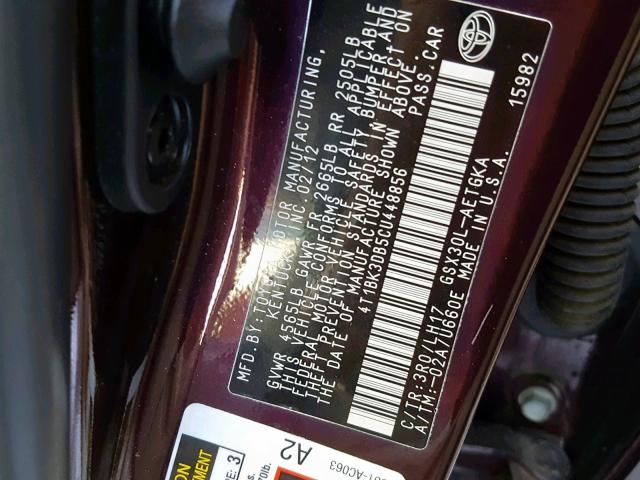 MFD. BY: TOYOTA MOTOR MANUFACTURING,
KENTUCKY, INC. 02/12
GVWR 4565LB GAWR FR 2605LB RR 2505LB
THIS VEHICLE CONFORMS TO ALL APPLICABLE
FEDERAL MOTOR VEHICLE SAFETY, BUMPER, AND
THEFT PREVENTION STANDARDS IN EFFECT ON
THE DATE OF MANUFACTURE SHOWN ABOVE.
4T1BK3DB5CU448856 PASS. CAR
C/TR: 3R0/LH17 GSX30L-AETGKA
A/TM: -02A/U660E MADE IN U.S.A.
15982
A2
-AC063